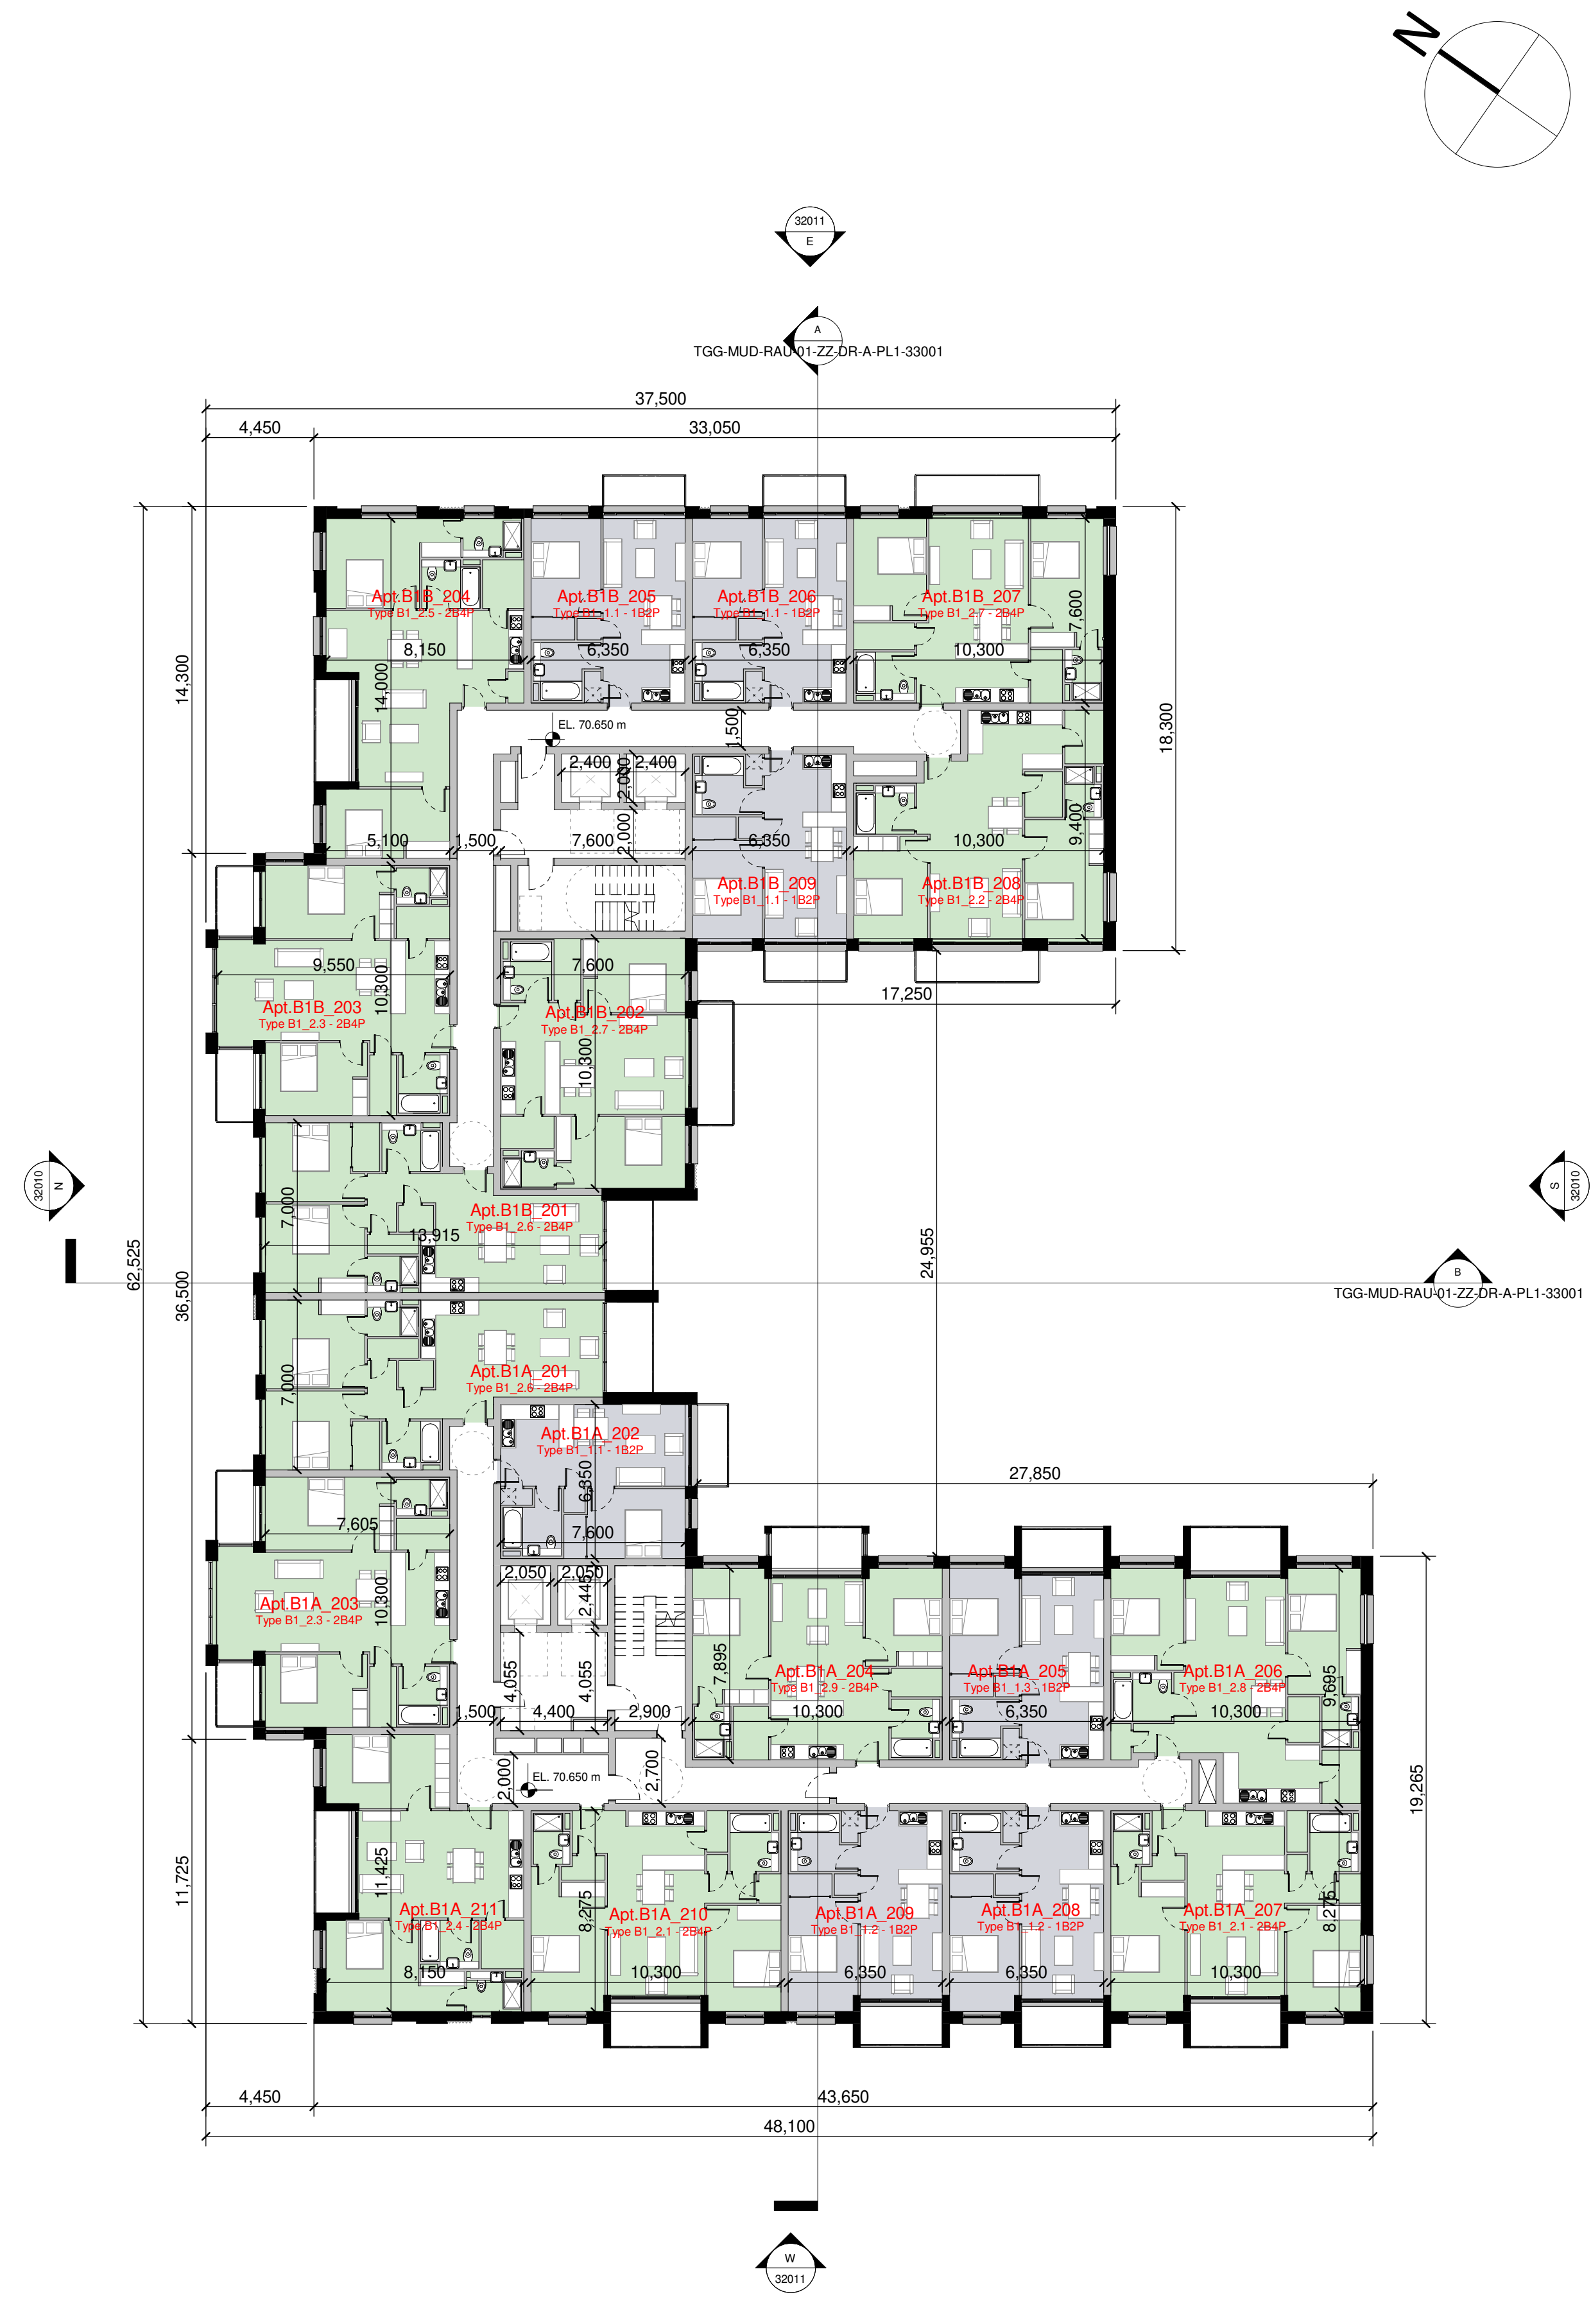 N
32011
E
A
TGG-MUD-RAU-01-ZZ-DR-A-PL1-33001
37,500
4,450
33,050
Apt.B1B_204
Type B1_2.5 - 2B4P
Apt.B1B_205
Type B1_1.1 - 1B2P
Apt.B1B_206
Type B1_1.1 - 1B2P
Apt.B1B_207
Type B1_2.7 - 2B4P
7,600
8,150
6,350
6,350
10,300
14,300
14,000
EL. 70.650 m
1,500
18,300
2,400
2,000
2,400
5,100
1,500
7,600
2,000
6,350
10,300
9,400
Apt.B1B_209
Type B1_1.1 - 1B2P
Apt.B1B_208
Type B1_2.2 - 2B4P
9,550
10,300
7,600
17,250
Apt.B1B_203
Type B1_2.3 - 2B4P
Apt.B1B_202
Type B1_2.7 - 2B4P
10,300
32010
N
S
32010
7,000
Apt.B1B_201
Type B1_2.6 - 2B4P
13,915
62,525
36,500
24,955
B
TGG-MUD-RAU-01-ZZ-DR-A-PL1-33001
7,000
Apt.B1A_201
Type B1_2.6 - 2B4P
Apt.B1A_202
Type B1_1.1 - 1B2P
6,350
27,850
7,605
7,600
2,050
2,050
2,445
10,300
Apt.B1A_203
Type B1_2.3 - 2B4P
4,055
4,055
7,895
Apt.B1A_204
Type B1_2.9 - 2B4P
Apt.B1A_205
Type B1_1.3 - 1B2P
Apt.B1A_206
Type B1_2.8 - 2B4P
9,695
1,500
4,400
2,900
10,300
6,350
10,300
2,000
EL. 70.650 m
2,700
19,265
11,725
11,425
Apt.B1A_211
Type B1_2.4 - 2B4P
8,275
Apt.B1A_210
Type B1_2.1 - 2B4P
Apt.B1A_209
Type B1_1.2 - 1B2P
Apt.B1A_208
Type B1_1.2 - 1B2P
Apt.B1A_207
Type B1_2.1 - 2B4P
8,275
8,150
10,300
6,350
6,350
10,300
4,450
43,650
48,100
W
32011